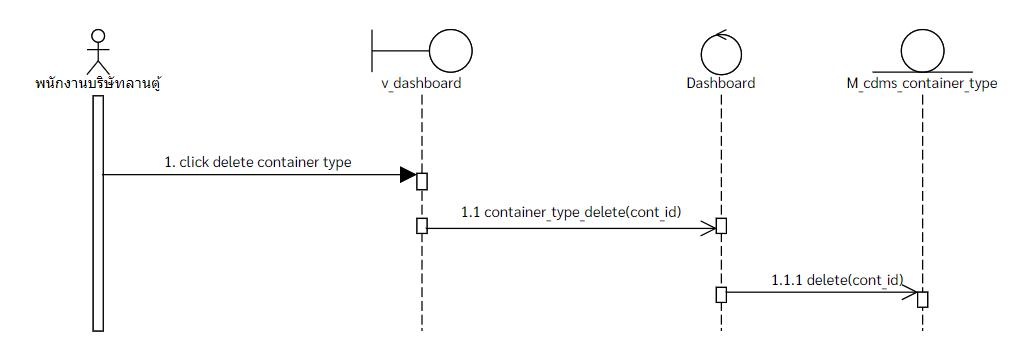 พนักงานบริษัทลานตู้
v_dashboard
Dashboard
M_cdms_container_type
1. click delete container type
1.1 container_type_delete(cont_id)
1.1.1 delete(cont_id)